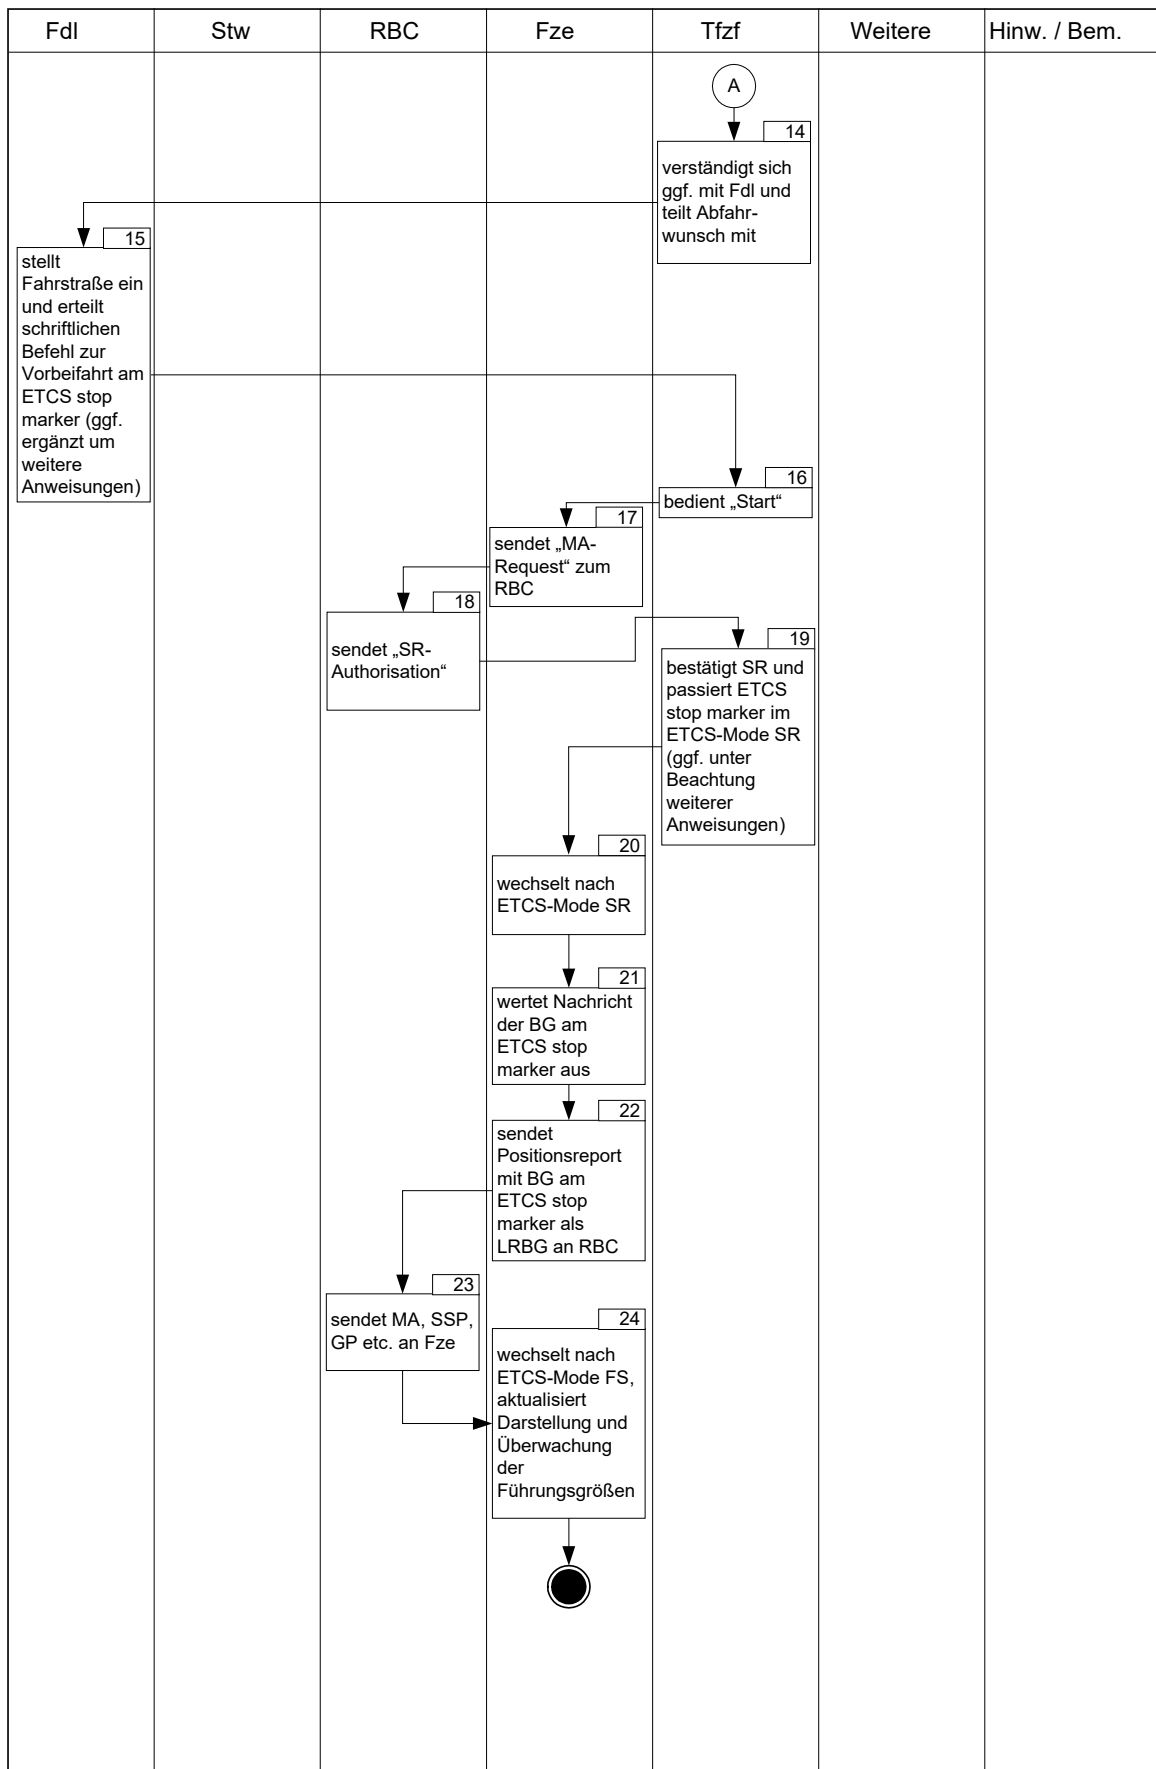 Fdl
Stw
RBC
Fze
Tfzf
Weitere
Hinw. / Bem.
A
14
verständigt sich
ggf. mit Fdl und
teilt Abfahr-
wunsch mit
15
stellt
Fahrstraße ein
und erteilt
schriftlichen
Befehl zur
Vorbeifahrt am
ETCS stop
marker (ggf.
ergänzt um
weitere
Anweisungen)
16
bedient „Start“
17
sendet „MA-
Request“ zum
RBC
18
sendet „SR-
Authorisation“
19
bestätigt SR und
passiert ETCS
stop marker im
ETCS-Mode SR
(ggf. unter
Beachtung
weiterer
Anweisungen)
20
wechselt nach
ETCS-Mode SR
21
wertet Nachricht
der BG am
ETCS stop
marker aus
22
sendet
Positionsreport
mit BG am
ETCS stop
marker als
LRBG an RBC
23
sendet MA, SSP,
GP etc. an Fze
24
wechselt nach
ETCS-Mode FS,
aktualisiert
Darstellung und
Überwachung
der
Führungsgrößen